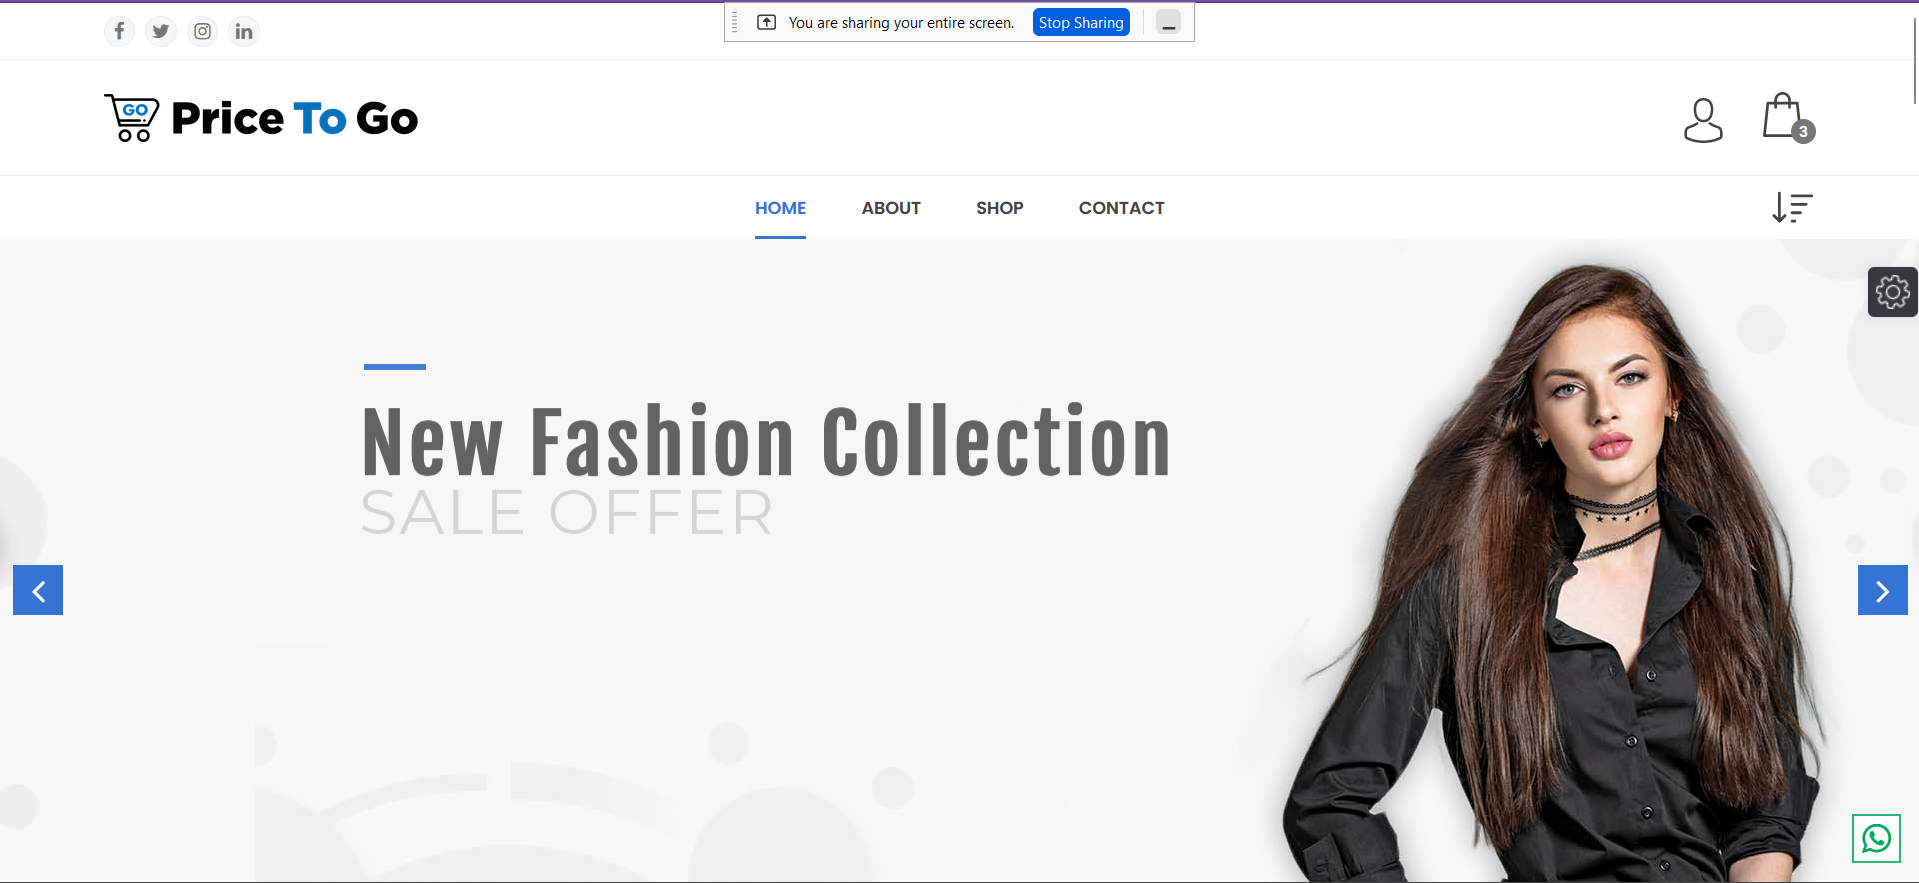 You are sharing your entire screen. Stop Sharing
GO Price To Go
3
HOME ABOUT SHOP CONTACT
New Fashion Collection
SALE OFFER